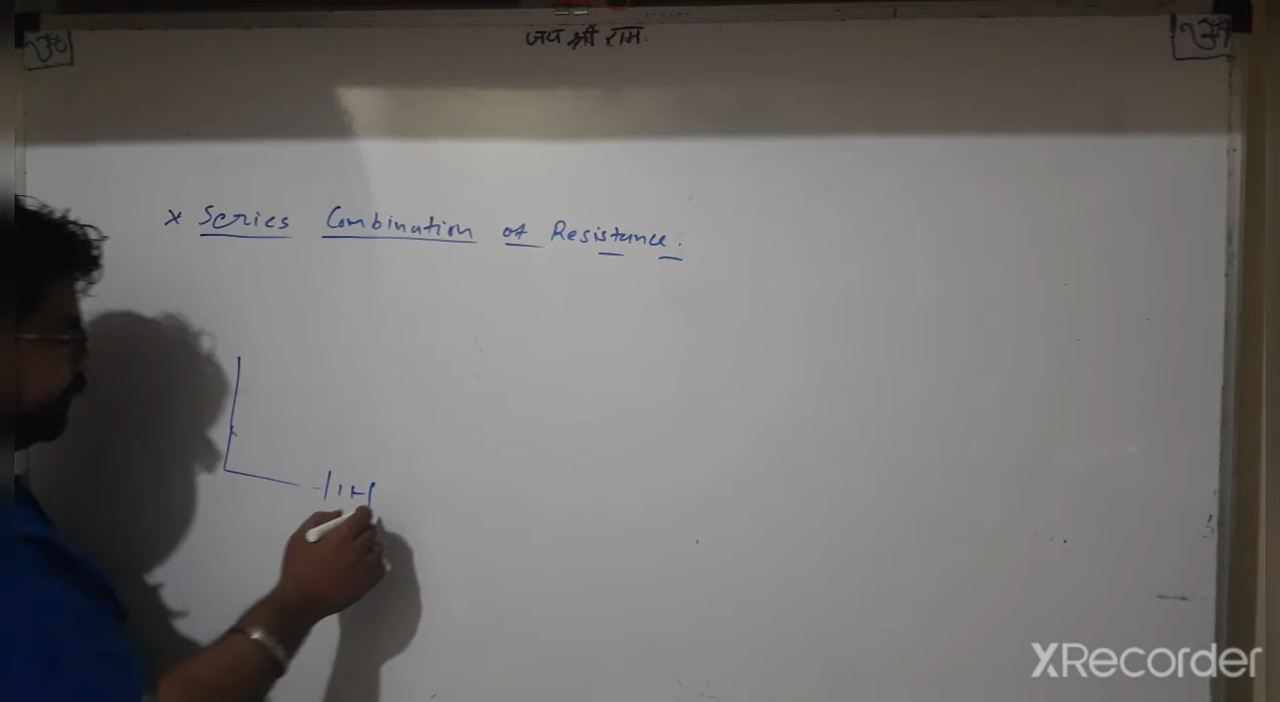 ॐ
जय श्री राम
ॐ
× Series Combination of Resistance.
XRecorder